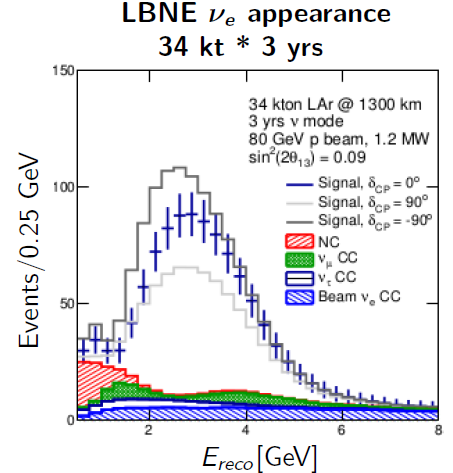 LBNE νₑ appearance
34 kt * 3 yrs
150
100
50
0
Events/0.25 GeV
34 kton LAr @ 1300 km
3 yrs ν mode
80 GeV p beam, 1.2 MW
sin²(2θ₁₃) = 0.09
Signal, δCP = 0°
Signal, δCP = 90°
Signal, δCP = -90°
NC
νμ CC
ντ CC
Beam νₑ CC
2 4 6 8
Ereco[GeV]